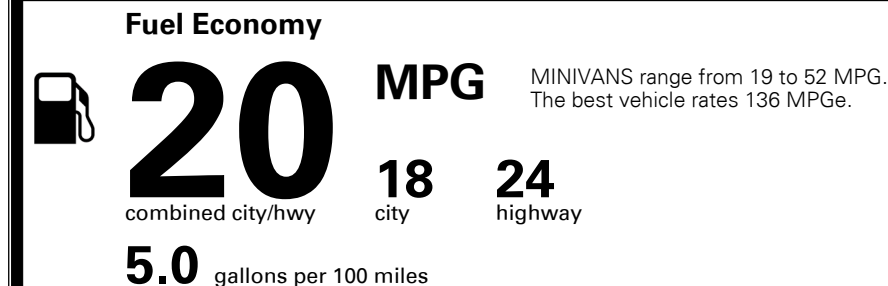 Fuel Economy
20 MPG
MINIVANS range from 19 to 52 MPG.
The best vehicle rates 136 MPGe.
combined city/hwy
18
city
24
highway
5.0 gallons per 100 miles